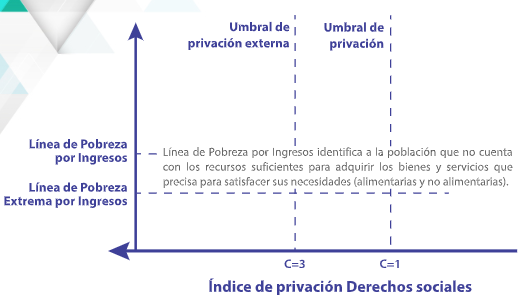 Umbral de
privación externa
Umbral de
privación
Línea de Pobreza
por Ingresos
Línea de Pobreza por Ingresos identifica a la población que no cuenta
con los recursos suficientes para adquirir los bienes y servicios que
precisa para satisfacer sus necesidades (alimentarias y no alimentarias).
Línea de Pobreza
Extrema por Ingresos
C=3
C=1
Índice de privación Derechos sociales